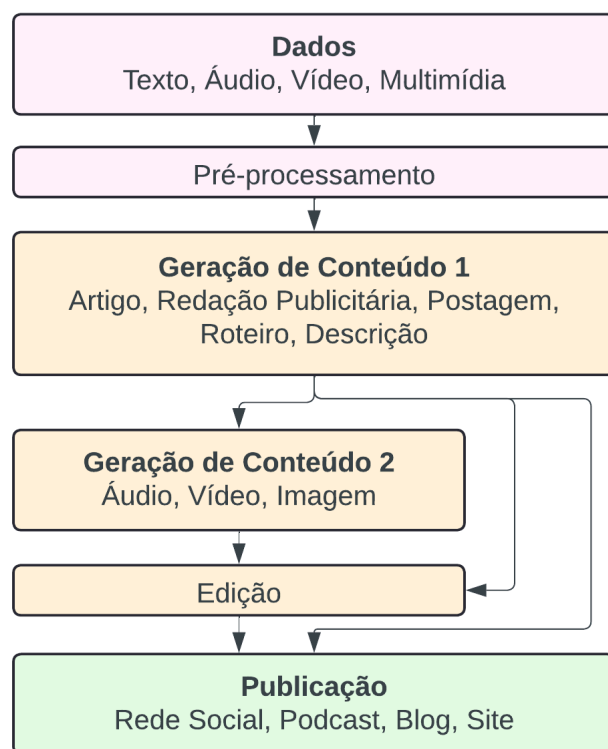 Dados
Texto, Áudio, Vídeo, Multimídia
Pré-processamento
Geração de Conteúdo 1
Artigo, Redação Publicitária, Postagem,
Roteiro, Descrição
Geração de Conteúdo 2
Áudio, Vídeo, Imagem
Edição
Publicação
Rede Social, Podcast, Blog, Site